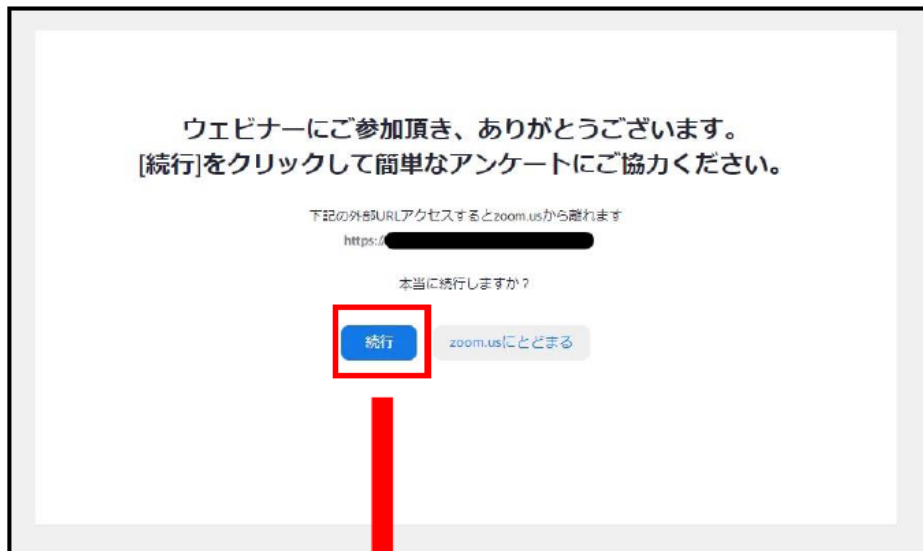 ウェビナーにご参加頂き、ありがとうございます。
[続行]をクリックして簡単なアンケートにご協力ください。
下記の外部URLアクセスするとzoom.usから離れます
https:/
本当に続行しますか？
続行
zoom.usにとどまる